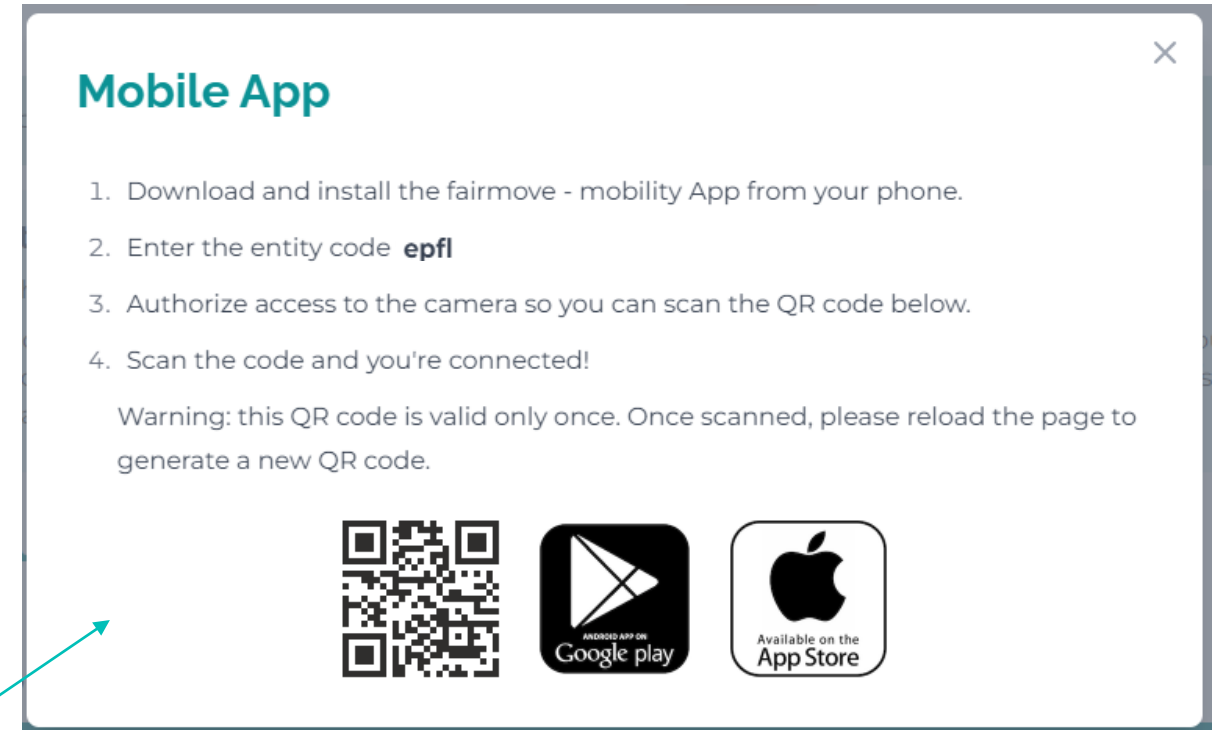 Mobile App
1. Download and install the fairmove - mobility App from your phone.
2. Enter the entity code epfl
3. Authorize access to the camera so you can scan the QR code below.
4. Scan the code and you're connected!
Warning: this QR code is valid only once. Once scanned, please reload the page to
generate a new QR code.
ANDROID APP ON
Google play
Available on the
App Store